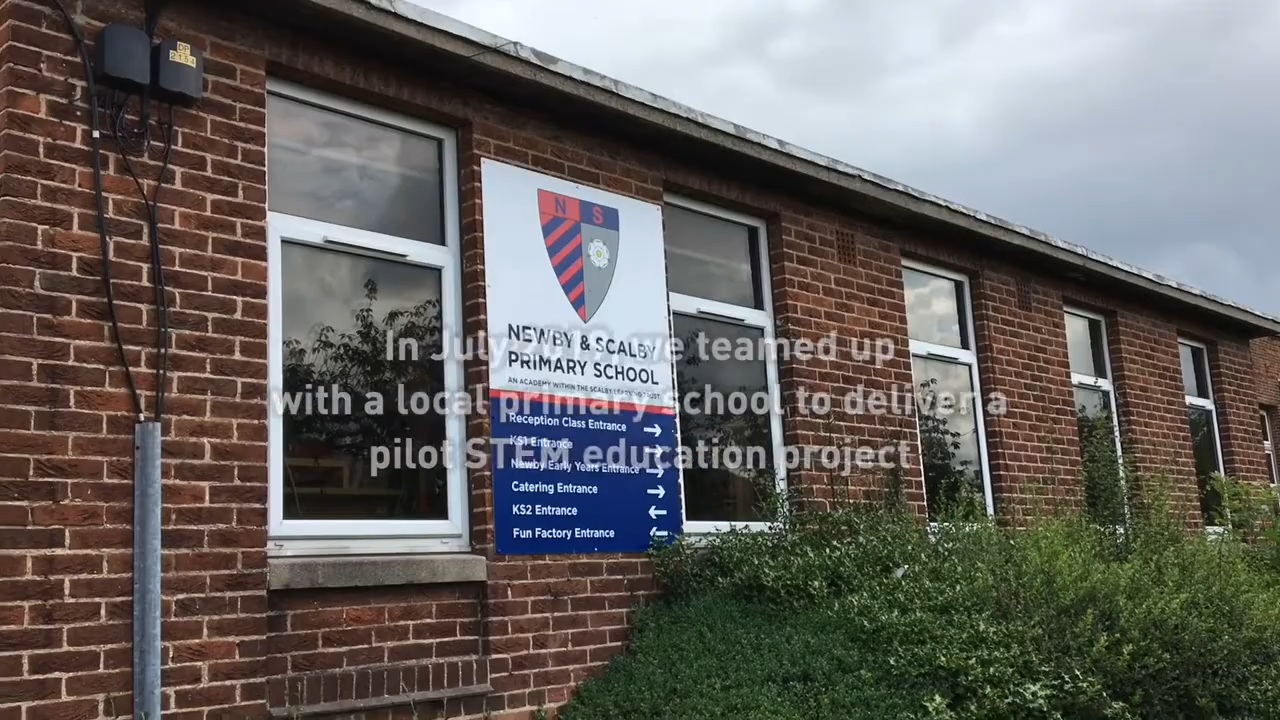 DP
2154
N S
NEWBY & SCALBY
PRIMARY SCHOOL
AN ACADEMY WITHIN THE SCALBY LEARNING TRUST
In July we teamed up
with a local primary school to deliver a
pilot STEM education project
Reception Class Entrance →
KS1 Entrance
Newby Early Years Entrance →
Catering Entrance →
KS2 Entrance ←
Fun Factory Entrance ←